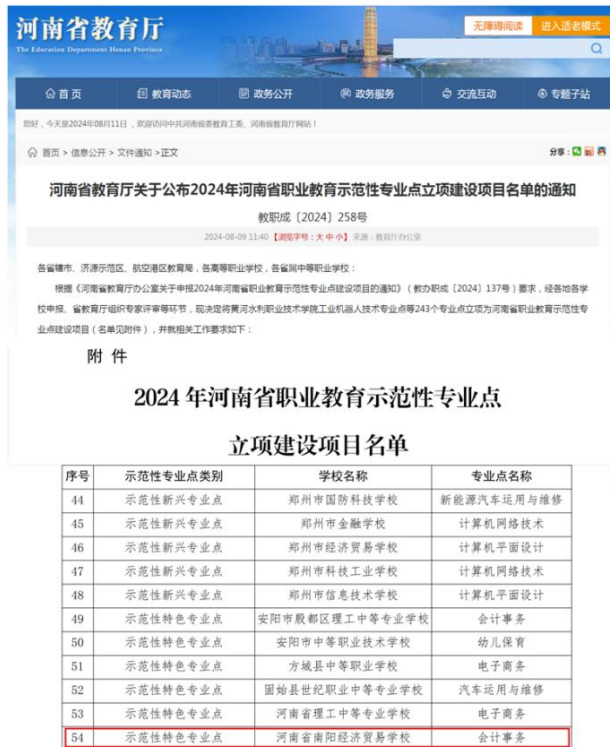 河南省教育厅
The Education Department Henan Province
无障碍阅读 进入适老模式
首页 教育动态 政务公开 政务服务 交流互动 专题子站
您好,今天是2024年08月11日,欢迎访问中共河南省委教育工委、河南省教育厅网站!
首页 > 信息公开 > 文件通知 >正文 分享:
河南省教育厅关于公布2024年河南省职业教育示范性专业点立项建设项目名单的通知
教职成〔2024〕258号
2024-08-09 11:40 【浏览字号:大 中 小】 来源:教育厅办公室
各省辖市、济源示范区、航空港区教育局,各高等职业学校,各省属中等职业学校:
根据《河南省教育厅办公室关于申报2024年河南省职业教育示范性专业点建设项目的通知》(教办职成〔2024〕137号)要求,经各地各学
校申报、省教育厅组织专家评审等环节,现决定将黄河水利职业技术学院工业机器人技术专业点等243个专业点立项为河南省职业教育示范性专
业点建设项目(名单见附件),并就相关工作要求如下:
附 件
2024 年河南省职业教育示范性专业点
立项建设项目名单
序号 示范性专业点类别 学校名称 专业点名称
44 示范性新兴专业点 郑州市国防科技学校 新能源汽车运用与维修
45 示范性新兴专业点 郑州市金融学校 计算机网络技术
46 示范性新兴专业点 郑州市经济贸易学校 计算机平面设计
47 示范性新兴专业点 郑州市科技工业学校 计算机网络技术
48 示范性新兴专业点 郑州市信息技术学校 计算机平面设计
49 示范性特色专业点 安阳市殷都区理工中等专业学校 会计事务
50 示范性特色专业点 安阳市中等职业技术学校 幼儿保育
51 示范性特色专业点 方城县中等职业学校 电子商务
52 示范性特色专业点 固始县世纪职业中等专业学校 汽车运用与维修
53 示范性特色专业点 河南省理工中等专业学校 电子商务
54 示范性特色专业点 河南省南阳经济贸易学校 会计事务